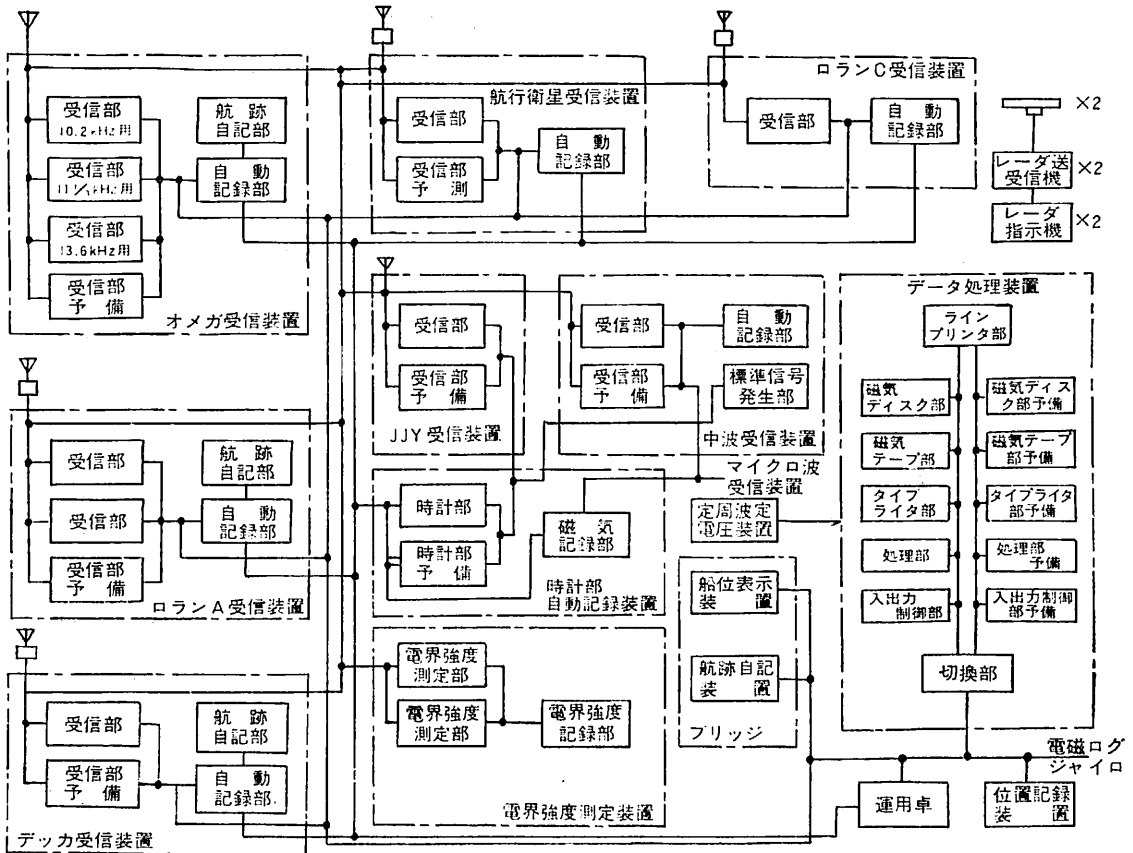 受信部
10.2kHz用
受信部
11 1/3kHz用
受信部
13.6kHz用
受信部
予備
航跡
自記部
自動
記録部
オメガ受信装置
航行衛星受信装置
受信部
受信部
予測
自動
記録部
ロランC受信装置
受信部
自動
記録部
×2
レーダ送
受信機
×2
レーダ
指示機
×2
受信部
受信部
受信部
予備
航跡
自記部
自動
記録部
ロランA受信装置
受信部
受信部
予備
JJY受信装置
受信部
受信部
予備
自動
記録部
標準信号
発生部
中波受信装置
マイクロ波
受信装置
時計部
時計部
予備
磁気
記録部
時計部
自動記録装置
定周波定
電圧装置
データ処理装置
ライン
プリンタ部
磁気
ディスク部
磁気ディス
ク部予備
磁気
テープ部
磁気テープ
部予備
タイプ
ライタ部
タイプライタ
部予備
処理部
処理部
予備
入出力
制御部
入出力制御
部予備
切換部
受信部
受信部
予備
航跡
自記部
自動
記録部
デッカ受信装置
電界強度
測定部
電界強度
測定部
電界強度
記録部
電界強度測定装置
船位表示
装置
航跡自記
装置
ブリッジ
電磁ログ
ジャイロ
運用卓
位置記録
装置